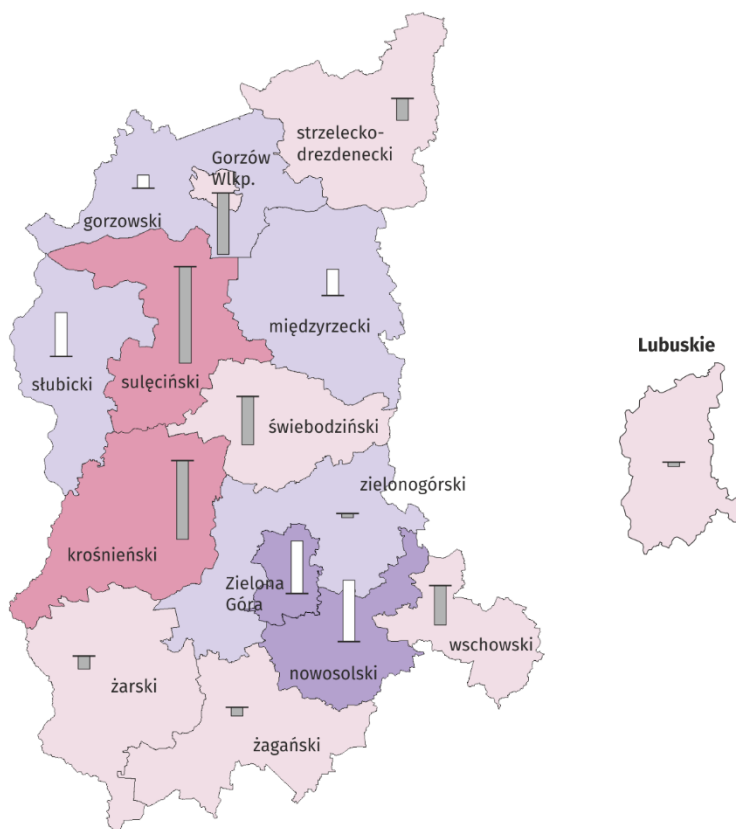 strzelecko-
drezdenecki
Gorzów
Wlkp.
gorzowski
międzyrzecki
Lubuskie
słubicki
sulęciński
świebodziński
zielonogórski
krośnieński
Zielona
Góra
wschowski
nowosolski
żarski
żagański